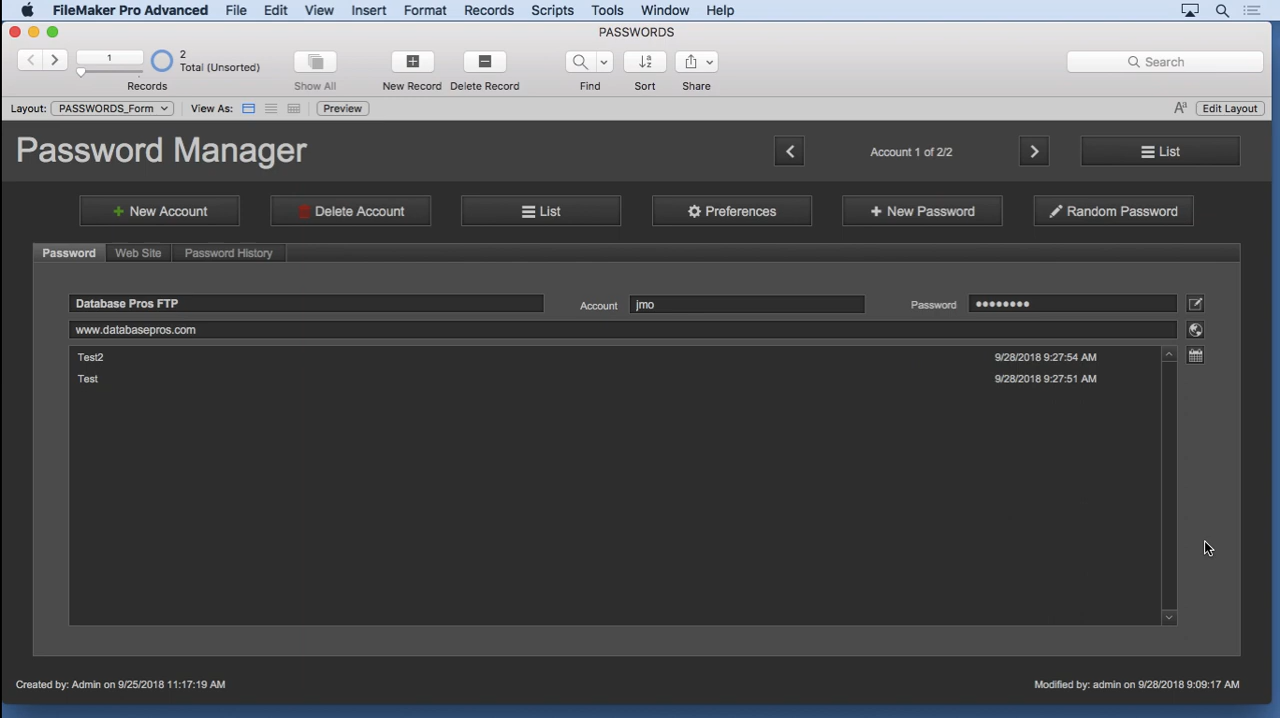 FileMaker Pro Advanced File Edit View Insert Format Records Scripts Tools Window Help
PASSWORDS
1
2
Total (Unsorted)
Records Show All New Record Delete Record Find Sort Share
Search
Layout: PASSWORDS_Form View As: Preview Aa Edit Layout
Password Manager Account 1 of 2/2 List
New Account Delete Account List Preferences New Password Random Password
Password Web Site Password History
Database Pros FTP Account jmo Password ••••••••
www.databasepros.com
Test2 9/28/2018 9:27:54 AM
Test 9/28/2018 9:27:51 AM
Created by: Admin on 9/25/2018 11:17:19 AM Modified by: admin on 9/28/2018 9:09:17 AM